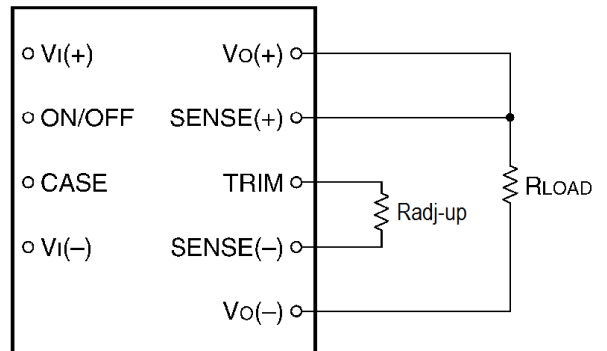 VI(+)
VO(+)
ON/OFF
SENSE(+)
CASE
TRIM
RLOAD
Radj-up
VI(–)
SENSE(–)
VO(–)